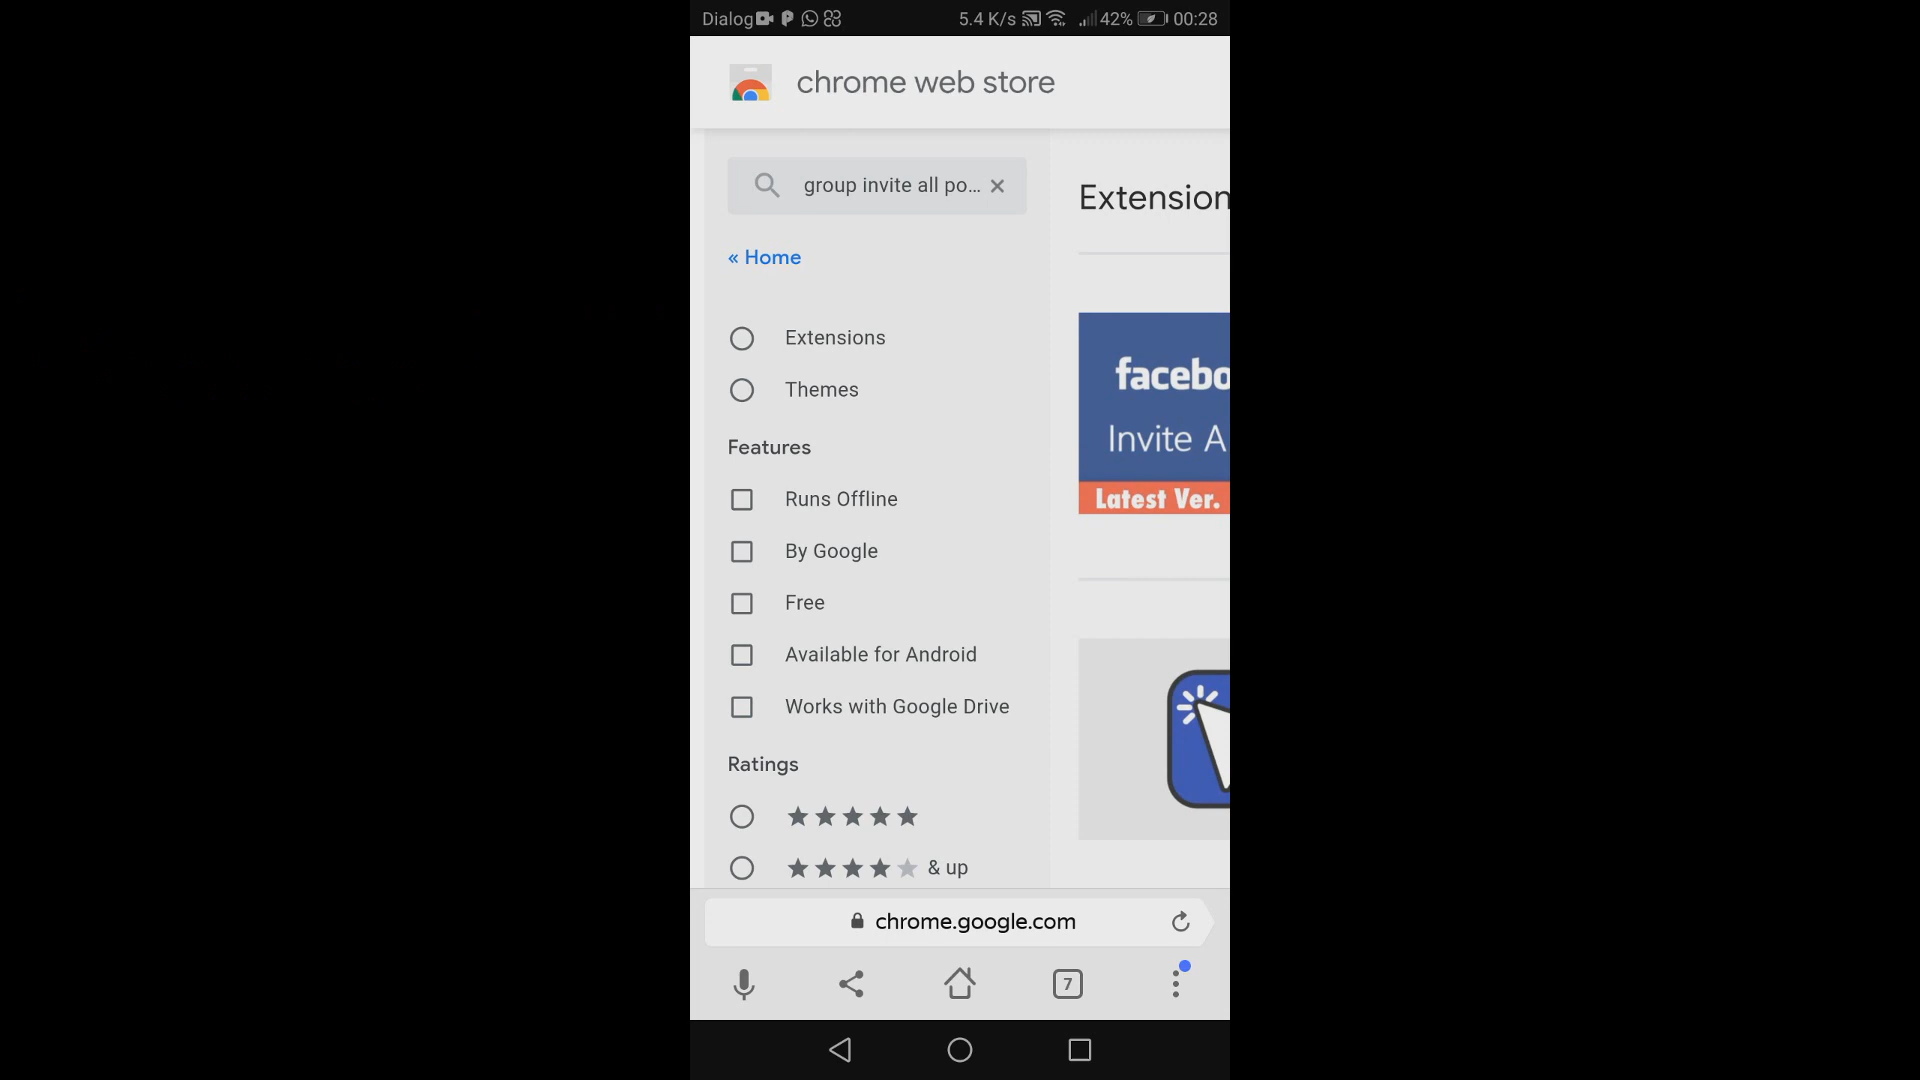 Dialog 5.4 K/s 42% 00:28
chrome web store
group invite all po...
« Home
Extension
Extensions
Themes
Features
Runs Offline
By Google
Free
Available for Android
Works with Google Drive
Ratings
& up
facebo
Invite A
Latest Ver.
chrome.google.com
7